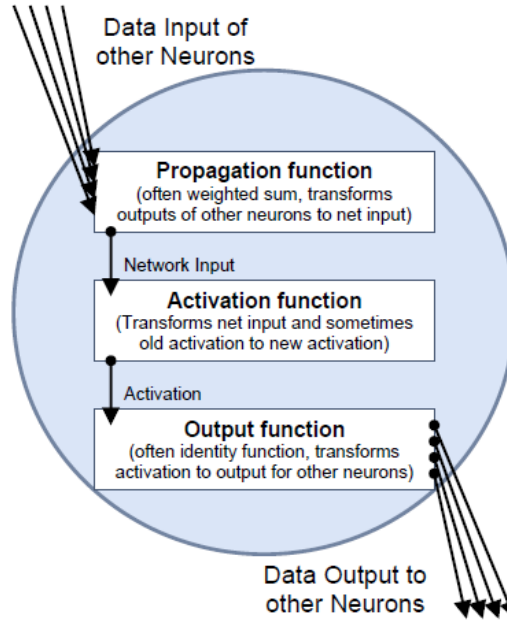 Data Input of
other Neurons
Propagation function
(often weighted sum, transforms
outputs of other neurons to net input)
Network Input
Activation function
(Transforms net input and sometimes
old activation to new activation)
Activation
Output function
(often identity function, transforms
activation to output for other neurons)
Data Output to
other Neurons